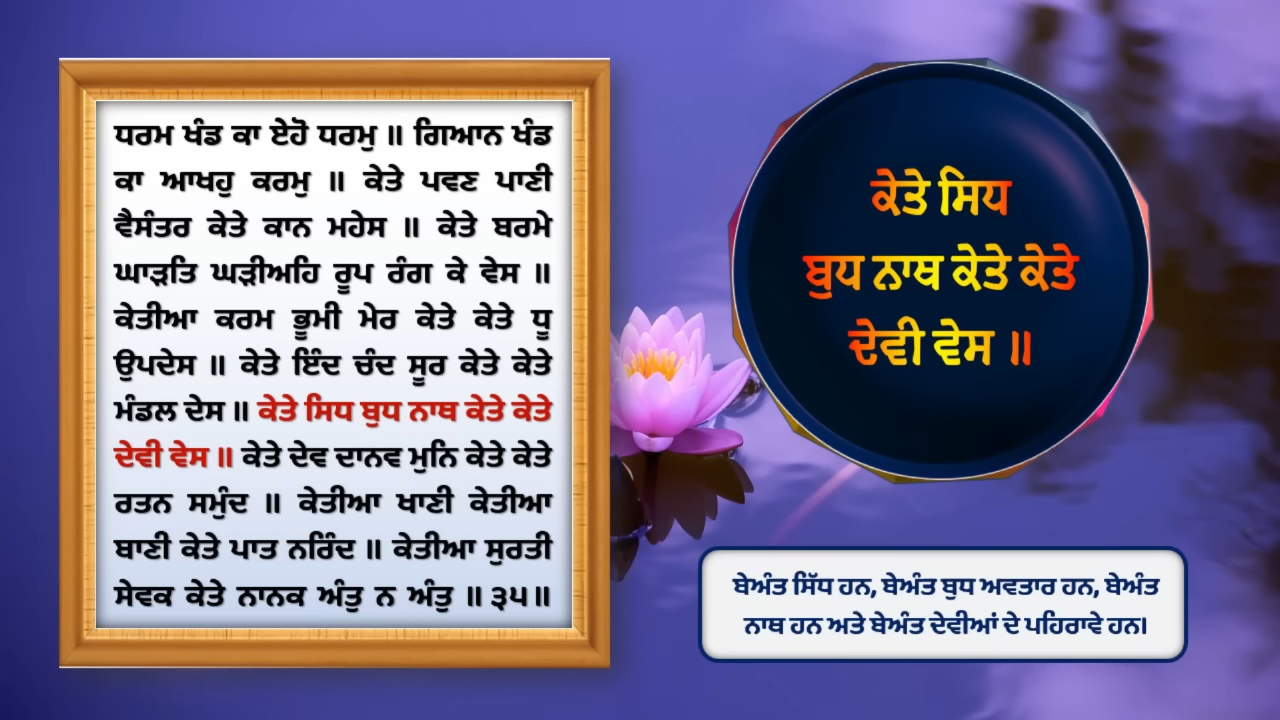 ਧਰਮ ਖੰਡ ਕਾ ਏਹੋ ਧਰਮੁ ॥ ਗਿਆਨ ਖੰਡ
ਕਾ ਆਖਹੁ ਕਰਮੁ ॥ ਕੇਤੇ ਪਵਣ ਪਾਣੀ
ਵੈਸੰਤਰ ਕੇਤੇ ਕਾਨ ਮਹੇਸ ॥ ਕੇਤੇ ਬਰਮੇ
ਘਾੜਤਿ ਘੜੀਅਹਿ ਰੂਪ ਰੰਗ ਕੇ ਵੇਸ ॥
ਕੇਤੀਆ ਕਰਮ ਭੂਮੀ ਮੇਰ ਕੇਤੇ ਕੇਤੇ ਧੂ
ਉਪਦੇਸ ॥ ਕੇਤੇ ਇੰਦ ਚੰਦ ਸੂਰ ਕੇਤੇ ਕੇਤੇ
ਮੰਡਲ ਦੇਸ ॥ ਕੇਤੇ ਸਿਧ ਬੁਧ ਨਾਥ ਕੇਤੇ ਕੇਤੇ
ਦੇਵੀ ਵੇਸ ॥ ਕੇਤੇ ਦੇਵ ਦਾਨਵ ਮੁਨਿ ਕੇਤੇ ਕੇਤੇ
ਰਤਨ ਸਮੁੰਦ ॥ ਕੇਤੀਆ ਖਾਣੀ ਕੇਤੀਆ
ਬਾਣੀ ਕੇਤੇ ਪਾਤ ਨਰਿੰਦ ॥ ਕੇਤੀਆ ਸੁਰਤੀ
ਸੇਵਕ ਕੇਤੇ ਨਾਨਕ ਅੰਤੁ ਨ ਅੰਤੁ ॥੩੫॥
ਕੇਤੇ ਸਿਧ
ਬੁਧ ਨਾਥ ਕੇਤੇ ਕੇਤੇ
ਦੇਵੀ ਵੇਸ ॥
ਬੇਅੰਤ ਸਿੱਧ ਹਨ, ਬੇਅੰਤ ਬੁਧ ਅਵਤਾਰ ਹਨ, ਬੇਅੰਤ
ਨਾਥ ਹਨ ਅਤੇ ਬੇਅੰਤ ਦੇਵੀਆਂ ਦੇ ਪਹਿਰਾਵੇ ਹਨ।